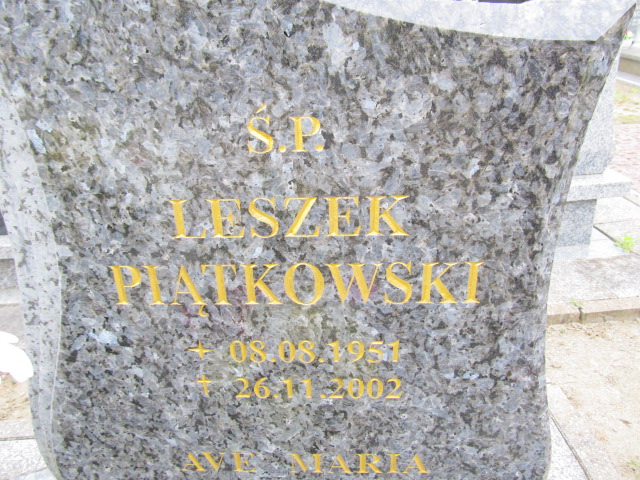 Ś.P.
LESZEK
PIĄTKOWSKI
08.08.1951
† 26.11.2002
AVE MARIA